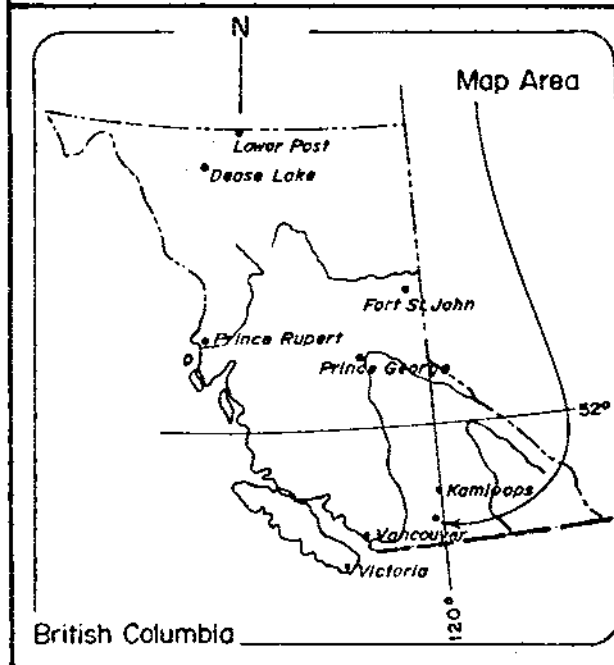 N
Map Area
Lower Post
Dease Lake
Fort St. John
Prince Rupert
Prince George
52°
Kamloops
Vancouver
Victoria
120°
British Columbia